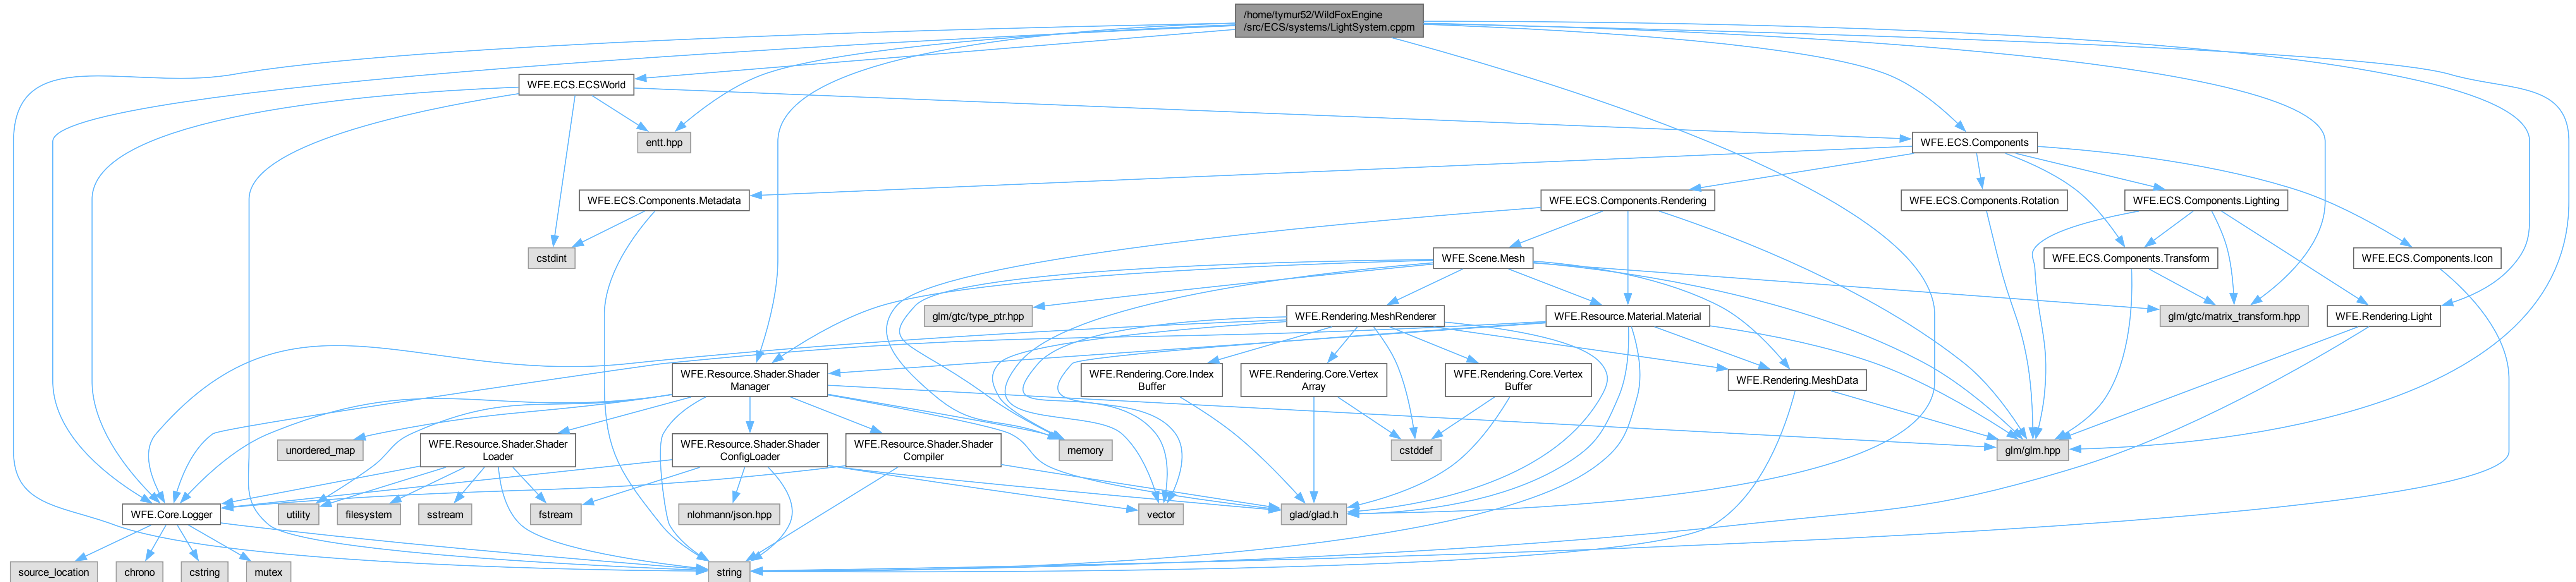 /home/tymur52/WildFoxEngine
/src/ECS/systems/LightSystem.cppm
WFE.ECS.ECSWorld
entt.hpp
WFE.ECS.Components
WFE.ECS.Components.Metadata
WFE.ECS.Components.Rendering
WFE.ECS.Components.Rotation
WFE.ECS.Components.Lighting
cstdint
WFE.Scene.Mesh
WFE.ECS.Components.Transform
WFE.ECS.Components.Icon
glm/gtc/type_ptr.hpp
WFE.Rendering.MeshRenderer
WFE.Resource.Material.Material
glm/gtc/matrix_transform.hpp
WFE.Rendering.Light
WFE.Resource.Shader.Shader
Manager
WFE.Rendering.Core.Index
Buffer
WFE.Rendering.Core.Vertex
Array
WFE.Rendering.Core.Vertex
Buffer
WFE.Rendering.MeshData
unordered_map
WFE.Resource.Shader.Shader
Loader
WFE.Resource.Shader.Shader
ConfigLoader
WFE.Resource.Shader.Shader
Compiler
memory
cstddef
glm/glm.hpp
WFE.Core.Logger
utility
filesystem
sstream
fstream
nlohmann/json.hpp
vector
glad/glad.h
source_location
chrono
cstring
mutex
string